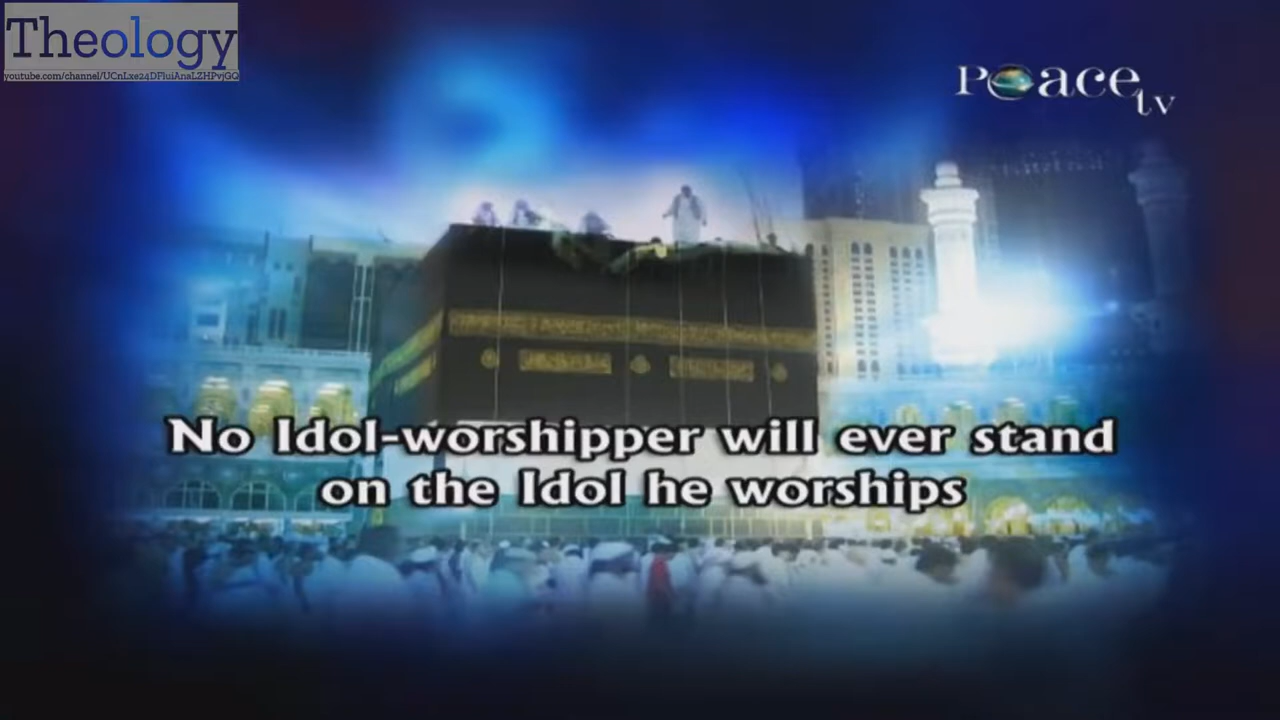 Theology
youtube.com/channel/UCnLxe24DFluiAnaLZHPvjGQ
Peace tv
No Idol-worshipper will ever stand
on the Idol he worships